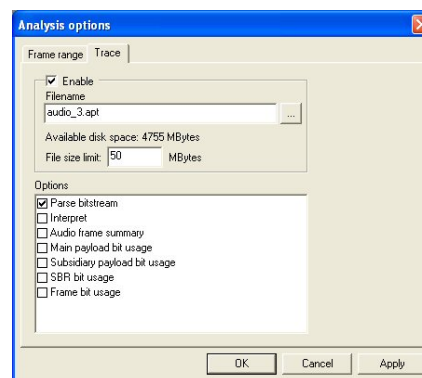 Analysis options
Frame range Trace
Enable
Filename
audio_3.apt
...
Available disk space: 4755 MBytes
File size limit: 50 MBytes
Options
Parse bitstream
Interpret
Audio frame summary
Main payload bit usage
Subsidiary payload bit usage
SBR bit usage
Frame bit usage
OK Cancel Apply